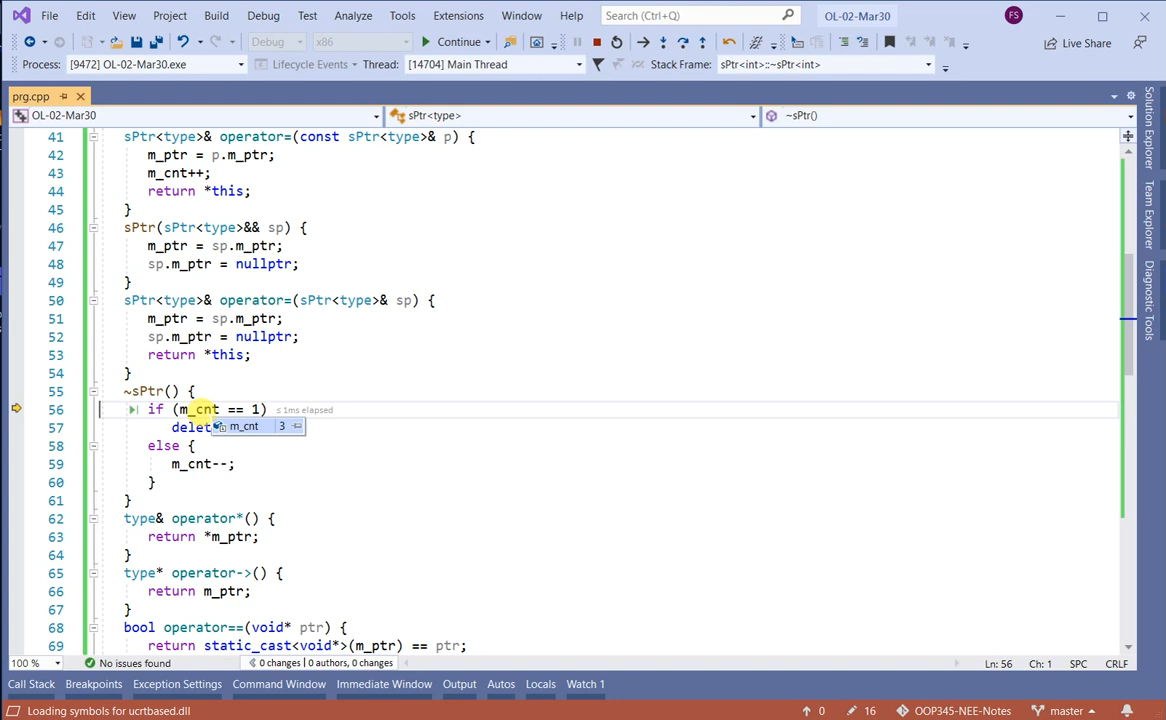 File Edit View Project Build Debug Test Analyze Tools Extensions Window Help Search (Ctrl+Q) OL-02-Mar30 FS
Debug x86 Continue Live Share
Process: [9472] OL-02-Mar30.exe Lifecycle Events Thread: [14704] Main Thread Stack Frame: sPtr<int>::~sPtr<int>
prg.cpp
OL-02-Mar30 sPtr<type> ~sPtr()
41 sPtr<type>& operator=(const sPtr<type>& p) {
42 m_ptr = p.m_ptr;
43 m_cnt++;
44 return *this;
45 }
46 sPtr(sPtr<type>&& sp) {
47 m_ptr = sp.m_ptr;
48 sp.m_ptr = nullptr;
49 }
50 sPtr<type>& operator=(sPtr<type>& sp) {
51 m_ptr = sp.m_ptr;
52 sp.m_ptr = nullptr;
53 return *this;
54 }
55 ~sPtr() {
56 if (m_cnt == 1) ≤ 1ms elapsed
57 delet m_cnt 3
58 else {
59 m_cnt--;
60 }
61 }
62 type& operator*() {
63 return *m_ptr;
64 }
65 type* operator->() {
66 return m_ptr;
67 }
68 bool operator==(void* ptr) {
69 return static_cast<void*>(m_ptr) == ptr;
100 % No issues found 0 changes | 0 authors, 0 changes Ln: 56 Ch: 1 SPC CRLF
Call Stack Breakpoints Exception Settings Command Window Immediate Window Output Autos Locals Watch 1
Loading symbols for ucrtbased.dll 0 16 OOP345-NEE-Notes master
Solution Explorer
Team Explorer
Diagnostic Tools